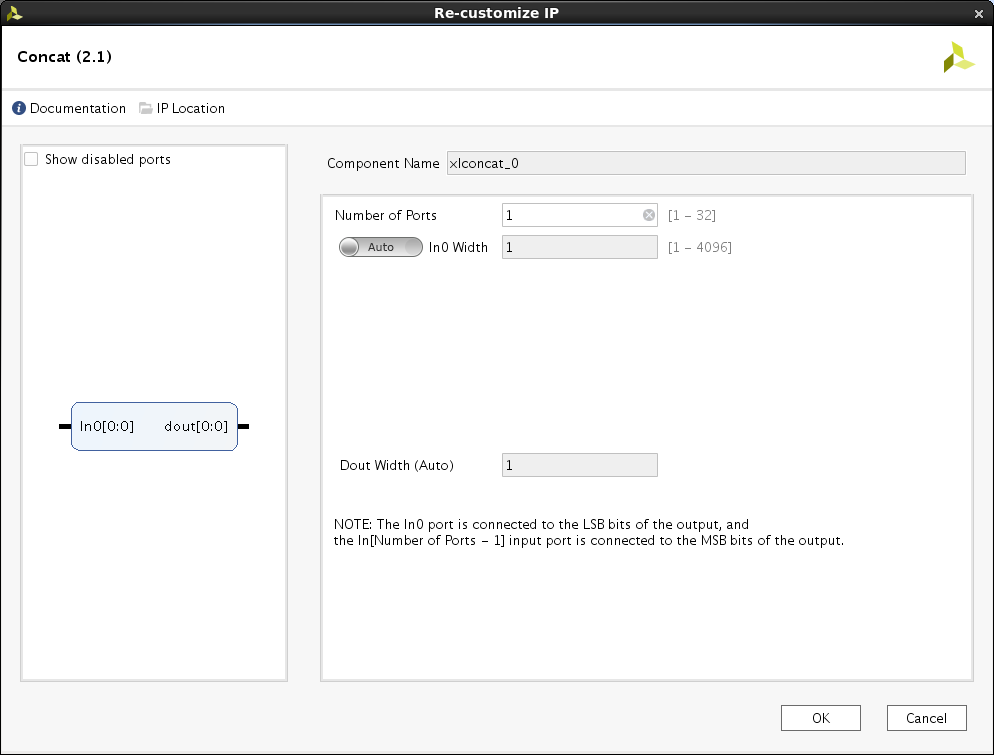 Re-customize IP
Concat (2.1)
Documentation IP Location
Show disabled ports
Component Name xlconcat_0
Number of Ports 1 [1 – 32]
Auto In0 Width 1 [1 – 4096]
In0[0:0] dout[0:0]
Dout Width (Auto) 1
NOTE: The In0 port is connected to the LSB bits of the output, and
the In[Number of Ports – 1] input port is connected to the MSB bits of the output.
OK Cancel